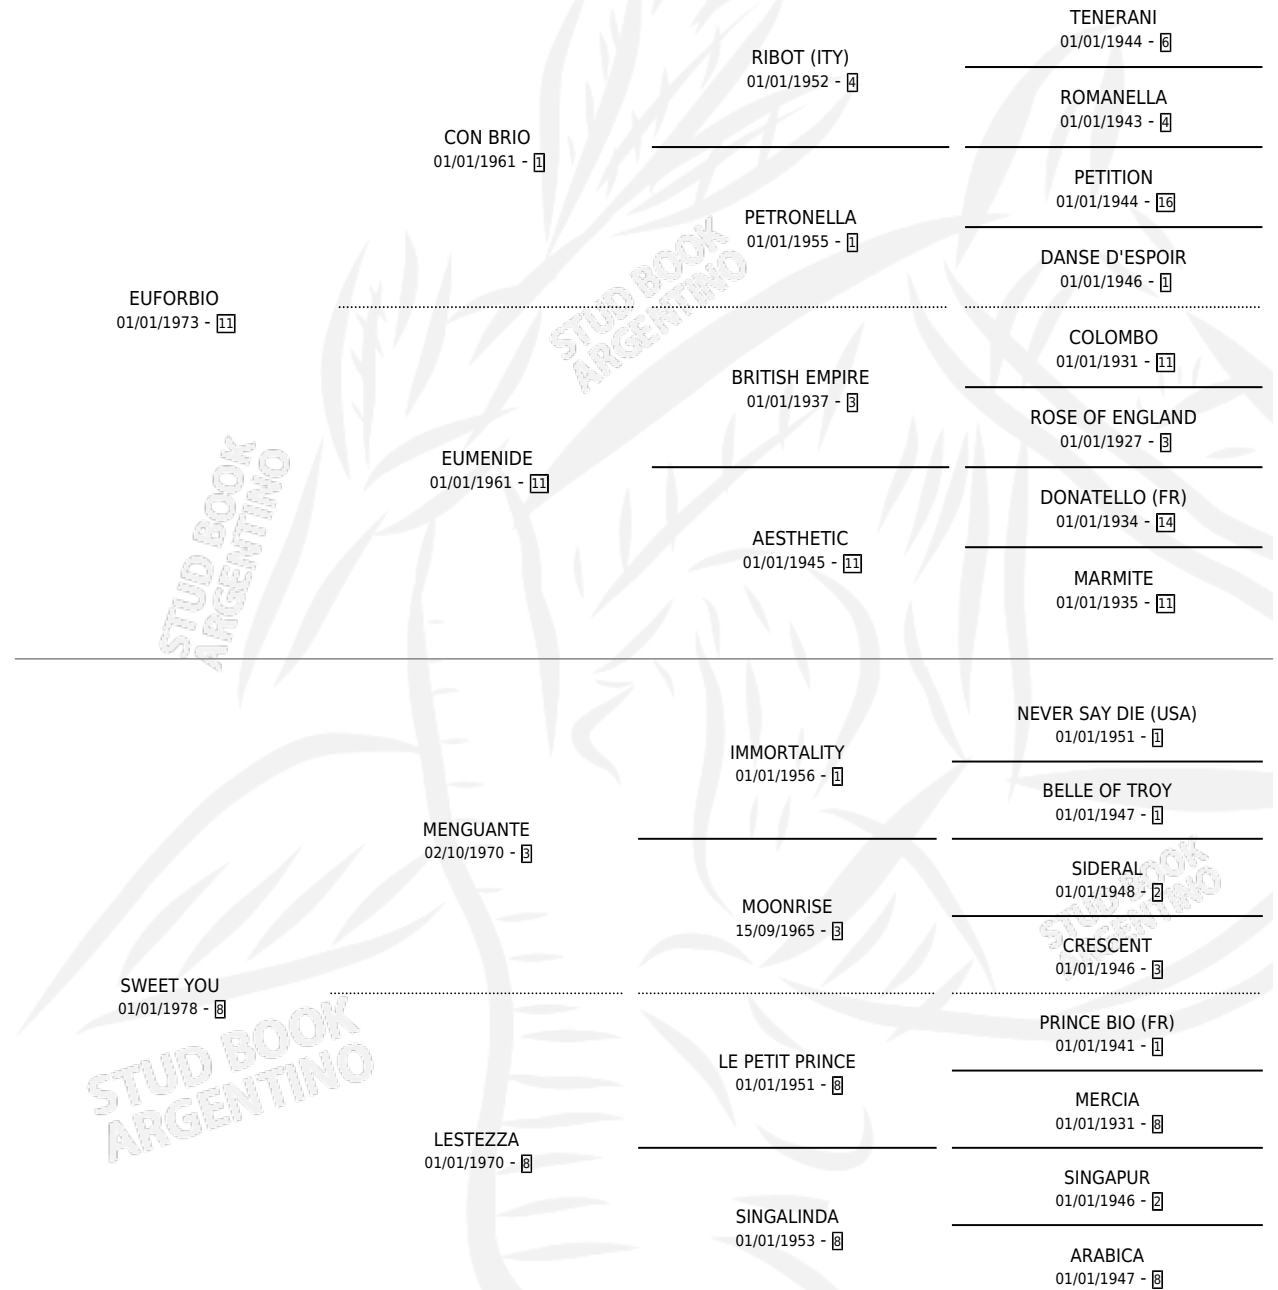 TENERANI
01/01/1944 - 6
RIBOT (ITY)
01/01/1952 - 4
ROMANELLA
01/01/1943 - 4
CON BRIO
01/01/1961 - 1
PETITION
01/01/1944 - 16
PETRONELLA
01/01/1955 - 1
DANSE D'ESPOIR
01/01/1946 - 1
EUFORBIO
01/01/1973 - 11
STUD BOOK
ARGENTINO
COLOMBO
01/01/1931 - 11
BRITISH EMPIRE
01/01/1937 - 3
ROSE OF ENGLAND
01/01/1927 - 3
EUMENIDE
01/01/1961 - 11
DONATELLO (FR)
01/01/1934 - 14
AESTHETIC
01/01/1945 - 11
MARMITE
01/01/1935 - 11
STUD BOOK
ARGENTINO
NEVER SAY DIE (USA)
01/01/1951 - 1
IMMORTALITY
01/01/1956 - 1
BELLE OF TROY
01/01/1947 - 1
MENGUANTE
02/10/1970 - 3
SIDERAL
01/01/1948 - 2
MOONRISE
15/09/1965 - 3
CRESCENT
01/01/1946 - 3
STUD BOOK
ARGENTINO
SWEET YOU
01/01/1978 - 8
PRINCE BIO (FR)
01/01/1941 - 1
LE PETIT PRINCE
01/01/1951 - 8
MERCIA
01/01/1931 - 8
STUD BOOK
ARGENTINO
LESTEZZA
01/01/1970 - 8
SINGAPUR
01/01/1946 - 2
SINGALINDA
01/01/1953 - 8
ARABICA
01/01/1947 - 8